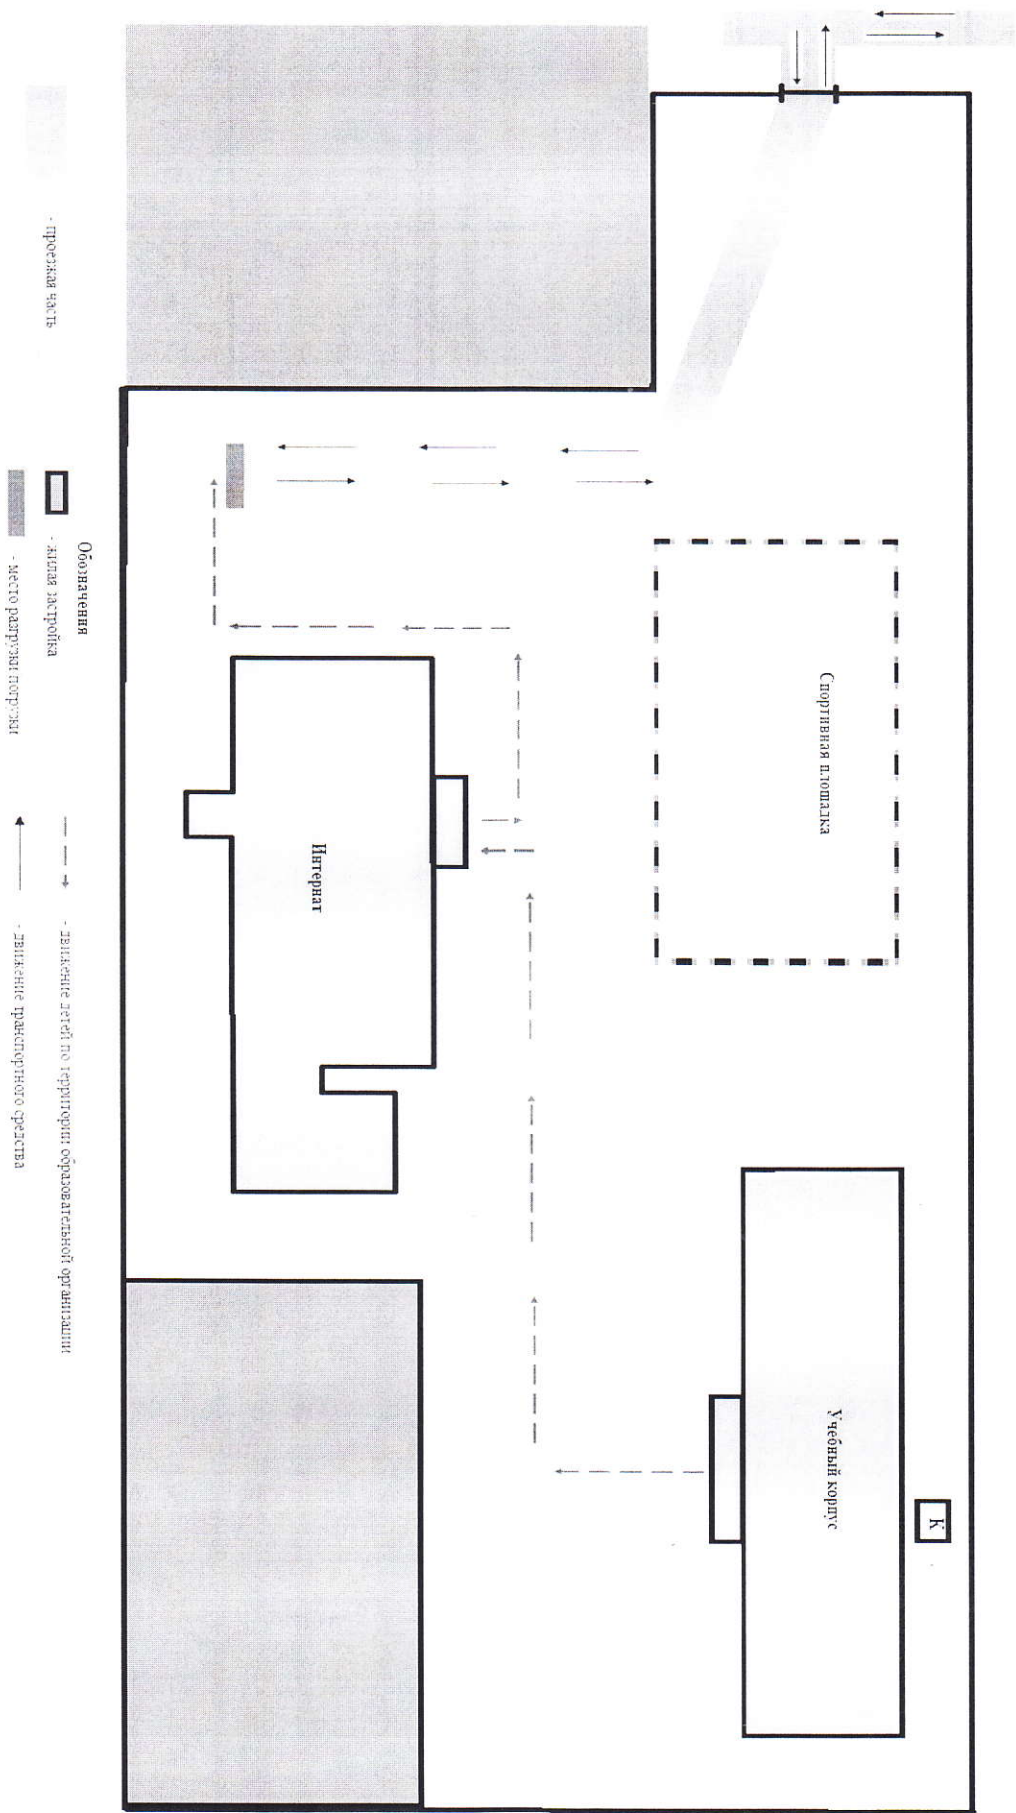 К
Спортивная площадка
Учебный корпус
Интернат
Обозначения
- жилая застройка
- место разгрузки погрузки
- движение детей по территории образовательной организации
- движение транспортного средства
- проезжая часть